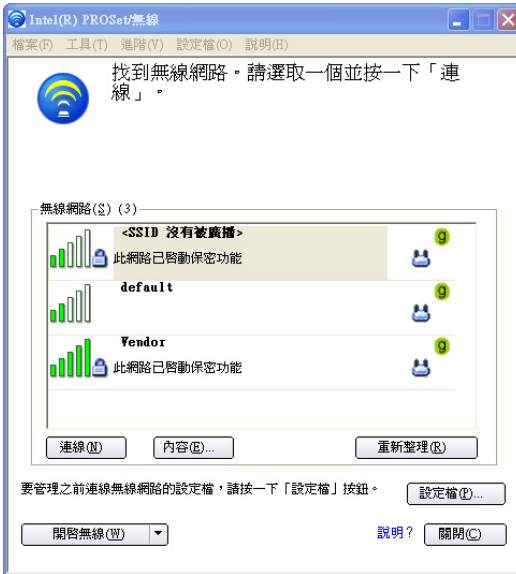 Intel(R) PROSet/無線
檔案(F) 工具(T) 進階(V) 設定檔(O) 說明(H)
找到無線網路。請選取一個並按一下「連
線」。
無線網路(S) (3)
<SSID 沒有被廣播>
g
此網路已啓動保密功能
default
g
Vendor
g
此網路已啓動保密功能
連線(N) 內容(E)... 重新整理(R)
要管理之前連線無線網路的設定檔，請按一下「設定檔」按鈕。
設定檔(P)...
開啓無線(W) 說明? 關閉(C)